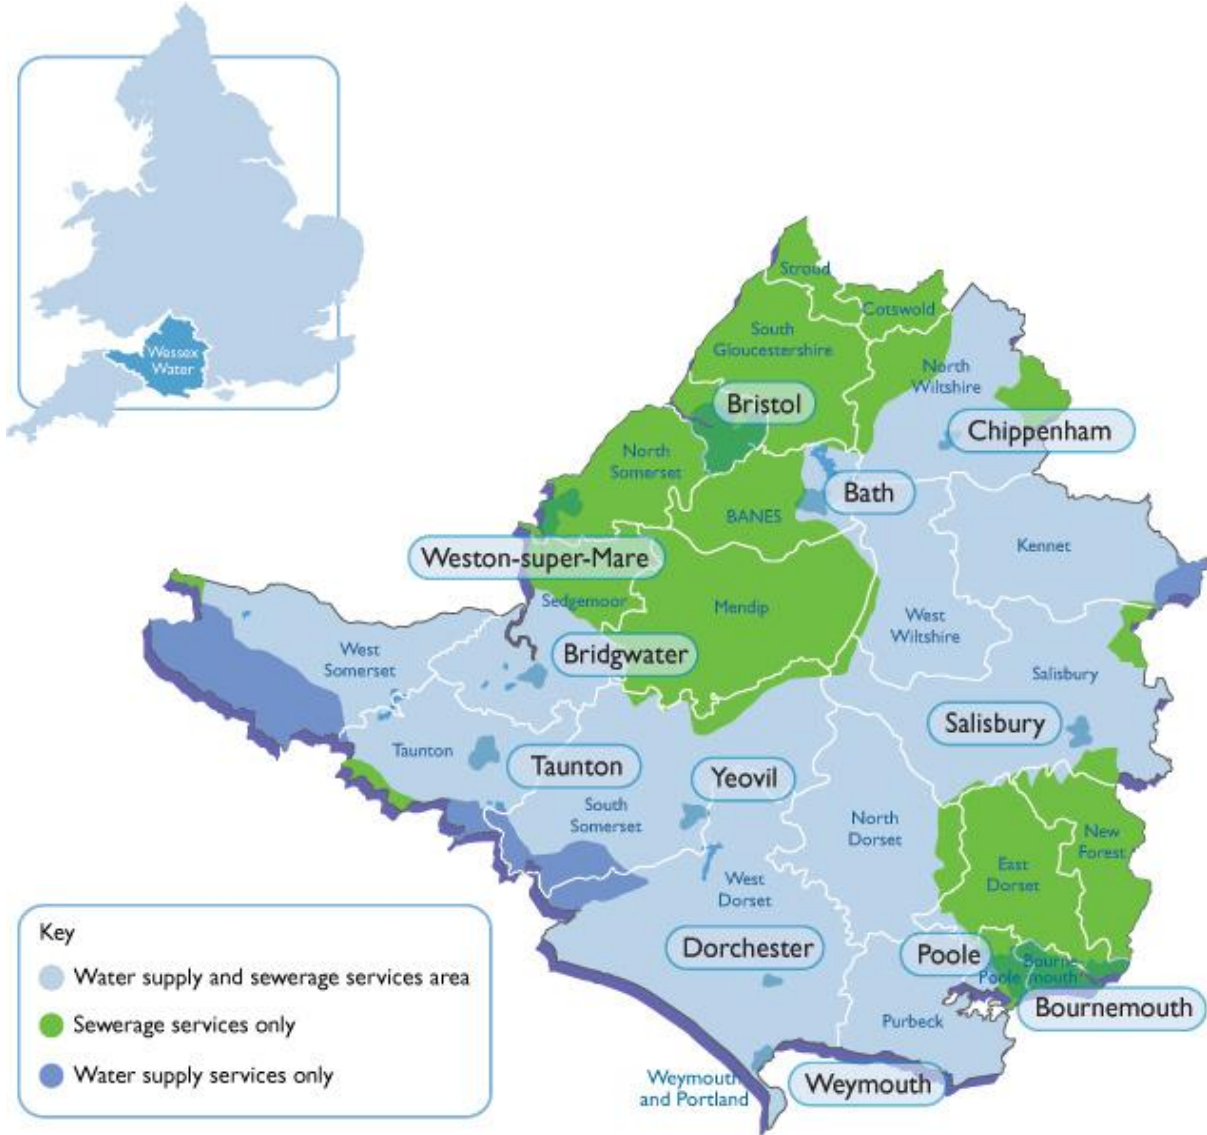 Wessex
Water
Stroud
Cotswold
South
Gloucestershire
North
Wiltshire
Bristol
Chippenham
North
Somerset
Bath
BANES
Kennet
Weston-super-Mare
Sedgemoor
Mendip
West
Wiltshire
West
Somerset
Bridgwater
Salisbury
Salisbury
Taunton
Taunton
Yeovil
South
Somerset
North
Dorset
New
Forest
East
Dorset
West
Dorset
Dorchester
Poole
Bourne
Poole mouth
Bournemouth
Purbeck
Weymouth
and Portland
Weymouth
Key
Water supply and sewerage services area
Sewerage services only
Water supply services only